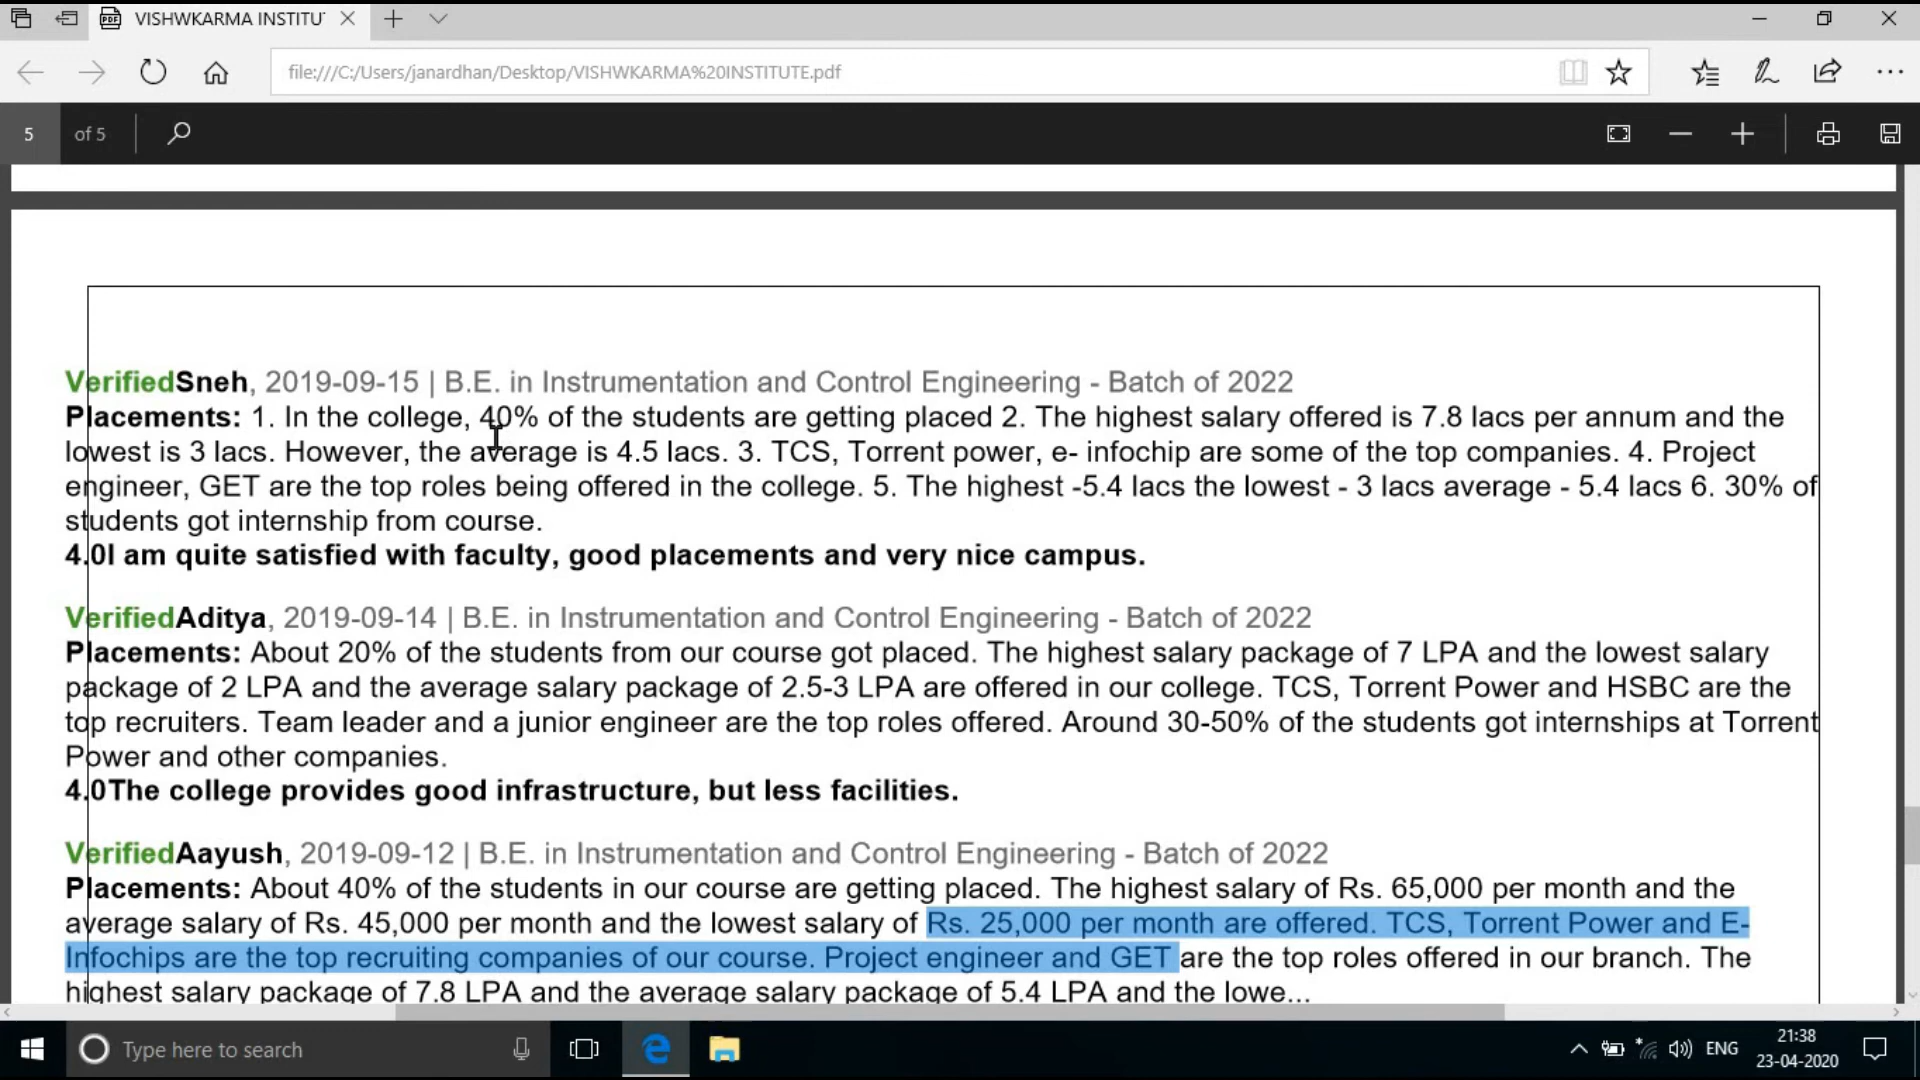 VISHWKARMA INSTITU
file:///C:/Users/janardhan/Desktop/VISHWKARMA%20INSTITUTE.pdf
5 of 5
VerifiedSneh, 2019-09-15 | B.E. in Instrumentation and Control Engineering - Batch of 2022
Placements: 1. In the college, 40% of the students are getting placed 2. The highest salary offered is 7.8 lacs per annum and the
lowest is 3 lacs. However, the average is 4.5 lacs. 3. TCS, Torrent power, e- infochip are some of the top companies. 4. Project
engineer, GET are the top roles being offered in the college. 5. The highest -5.4 lacs the lowest - 3 lacs average - 5.4 lacs 6. 30% of
students got internship from course.
4.0I am quite satisfied with faculty, good placements and very nice campus.
VerifiedAditya, 2019-09-14 | B.E. in Instrumentation and Control Engineering - Batch of 2022
Placements: About 20% of the students from our course got placed. The highest salary package of 7 LPA and the lowest salary
package of 2 LPA and the average salary package of 2.5-3 LPA are offered in our college. TCS, Torrent Power and HSBC are the
top recruiters. Team leader and a junior engineer are the top roles offered. Around 30-50% of the students got internships at Torrent
Power and other companies.
4.0The college provides good infrastructure, but less facilities.
VerifiedAayush, 2019-09-12 | B.E. in Instrumentation and Control Engineering - Batch of 2022
Placements: About 40% of the students in our course are getting placed. The highest salary of Rs. 65,000 per month and the
average salary of Rs. 45,000 per month and the lowest salary of Rs. 25,000 per month are offered. TCS, Torrent Power and E-
Infochips are the top recruiting companies of our course. Project engineer and GET are the top roles offered in our branch. The
highest salary package of 7.8 LPA and the average salary package of 5.4 LPA and the lowe...
Type here to search
ENG
21:38
23-04-2020